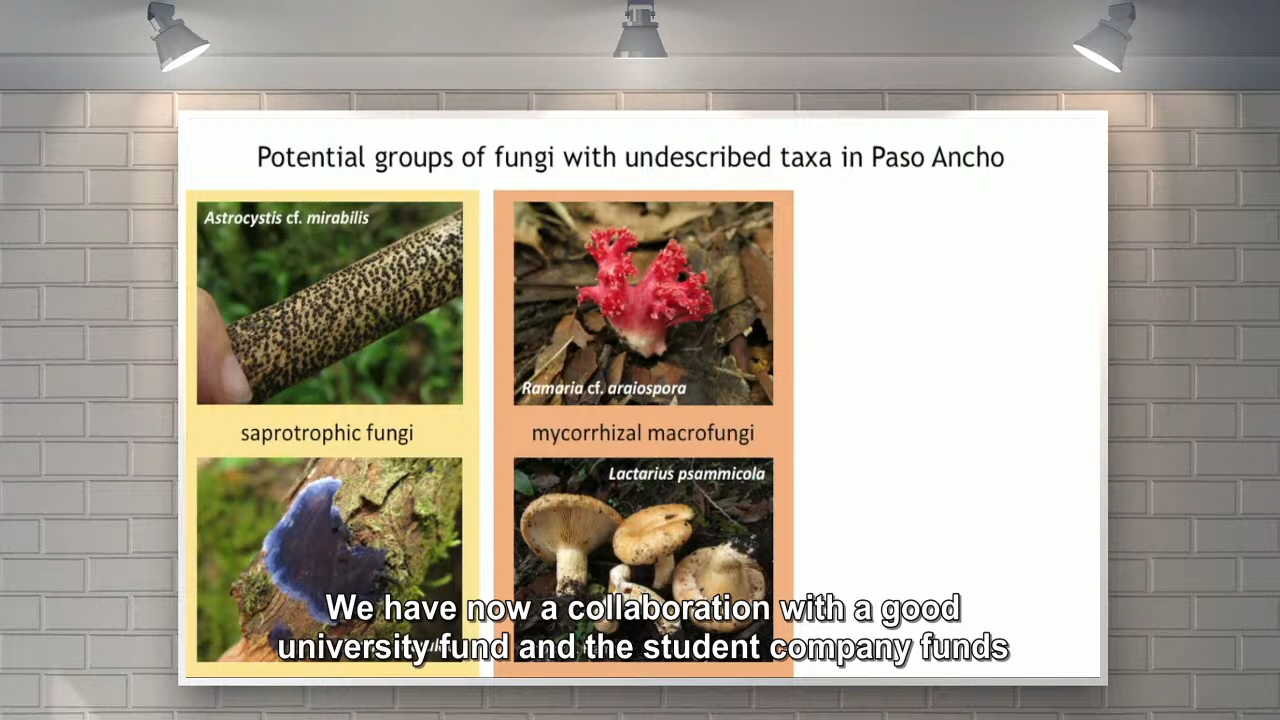 Potential groups of fungi with undescribed taxa in Paso Ancho
Astrocystis cf. mirabilis
Ramaria cf. araiospora
saprotrophic fungi
mycorrhizal macrofungi
Lactarius psammicola
We have now a collaboration with a good
university fund and the student company funds